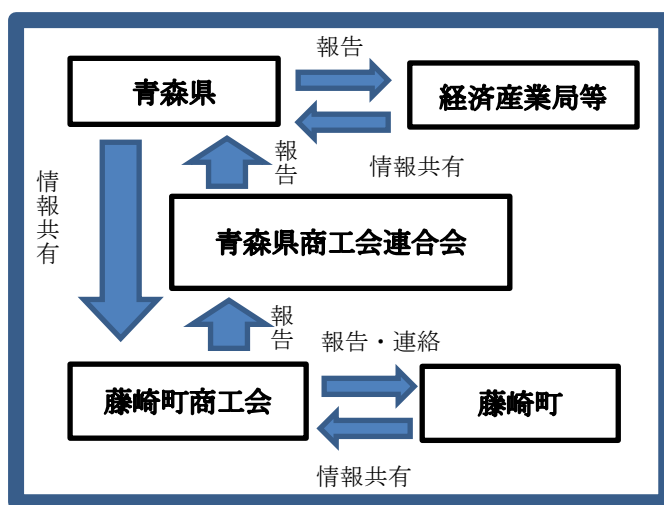 報告
青森県
経済産業局等
報告
情報共有
情報共有
青森県商工会連合会
報告
報告・連絡
藤崎町商工会
藤崎町
情報共有